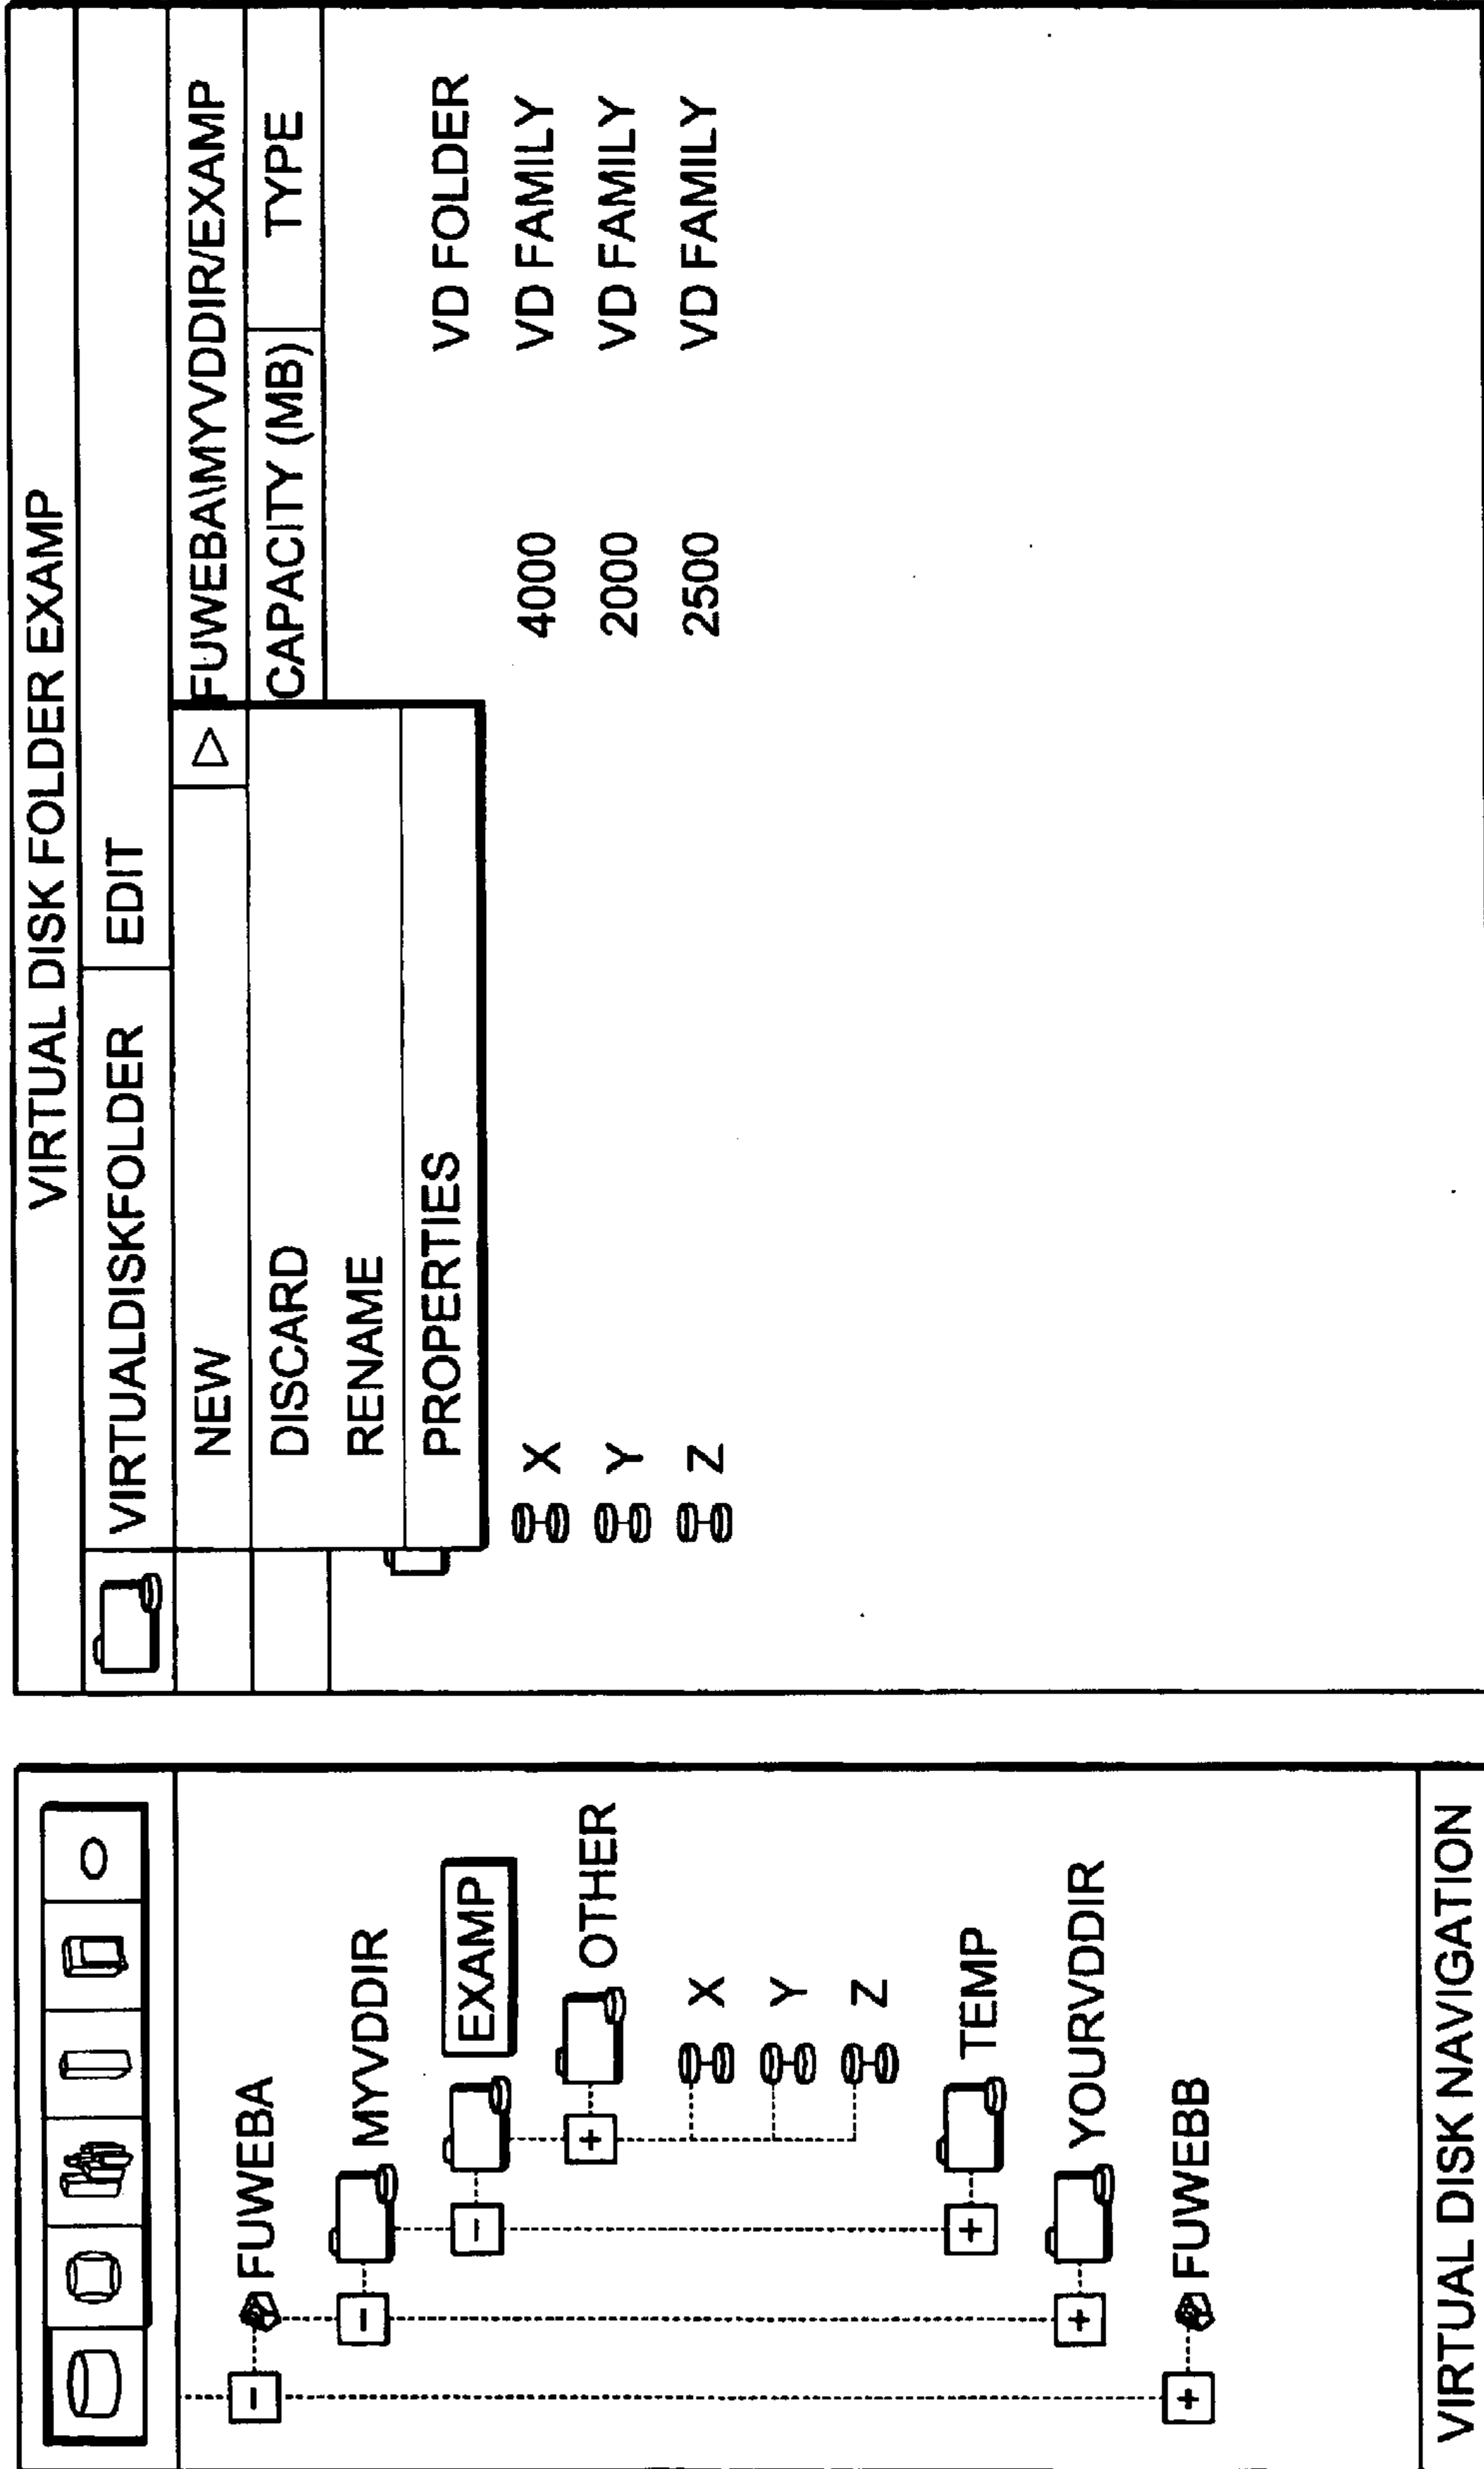 FUWEBA
MYVDDIR
EXAMP
OTHER
X
Y
Z
TEMP
YOURVDDIR
FUWEBB
VIRTUAL DISK NAVIGATION
VIRTUAL DISK FOLDER EXAMP
VIRTUALDISKFOLDER EDIT
NEW ▷ FUWEBA\MYVDDIR/EXAMP
DISCARD CAPACITY (MB) TYPE
RENAME
PROPERTIES VD FOLDER
X 4000 VD FAMILY
Y 2000 VD FAMILY
Z 2500 VD FAMILY